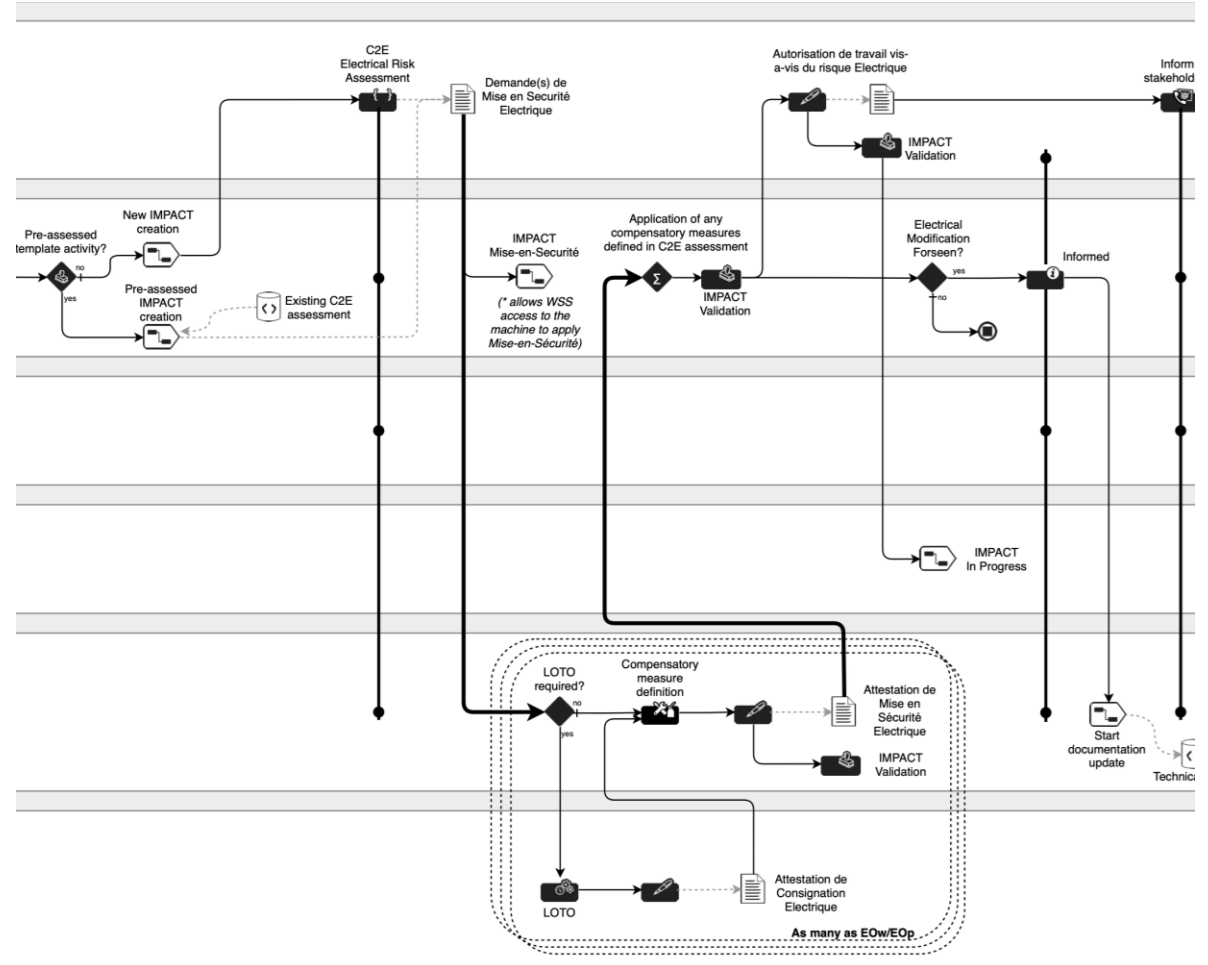 C2E
Electrical Risk
Assessment
Demande(s) de
Mise en Securité
Electrique
Autorisation de travail vis-
a-vis du risque Electrique
Inform
stakehold
IMPACT
Validation
Pre-assessed
template activity?
no
yes
New IMPACT
creation
Pre-assessed
IMPACT
creation
Existing C2E
assessment
IMPACT
Mise-en-Securité
(* allows WSS
access to the
machine to apply
Mise-en-Sécurité)
Application of any
compensatory measures
defined in C2E assessment
Σ
IMPACT
Validation
Electrical
Modification
Forseen?
yes
no
Informed
IMPACT
In Progress
LOTO
required?
no
yes
Compensatory
measure
definition
Attestation de
Mise en
Sécurité
Electrique
IMPACT
Validation
Start
documentation
update
Technica
LOTO
Attestation de
Consignation
Electrique
As many as EOw/EOp